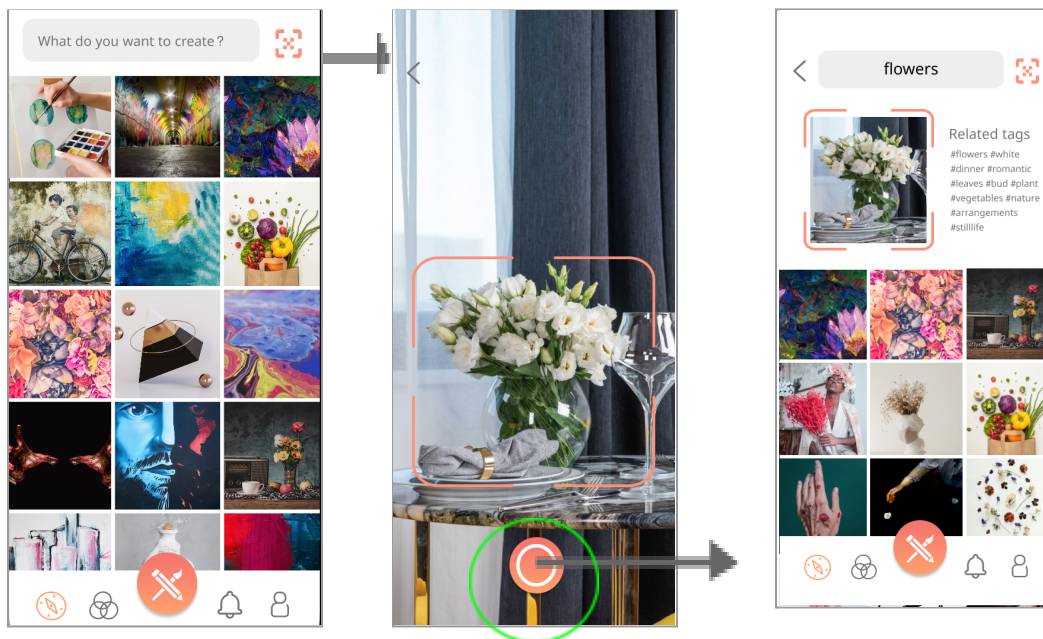 What do you want to create?
flowers
Related tags
#flowers #white
#dinner #romantic
#leaves #bud #plant
#vegetables #nature
#arrangements
#stilllife